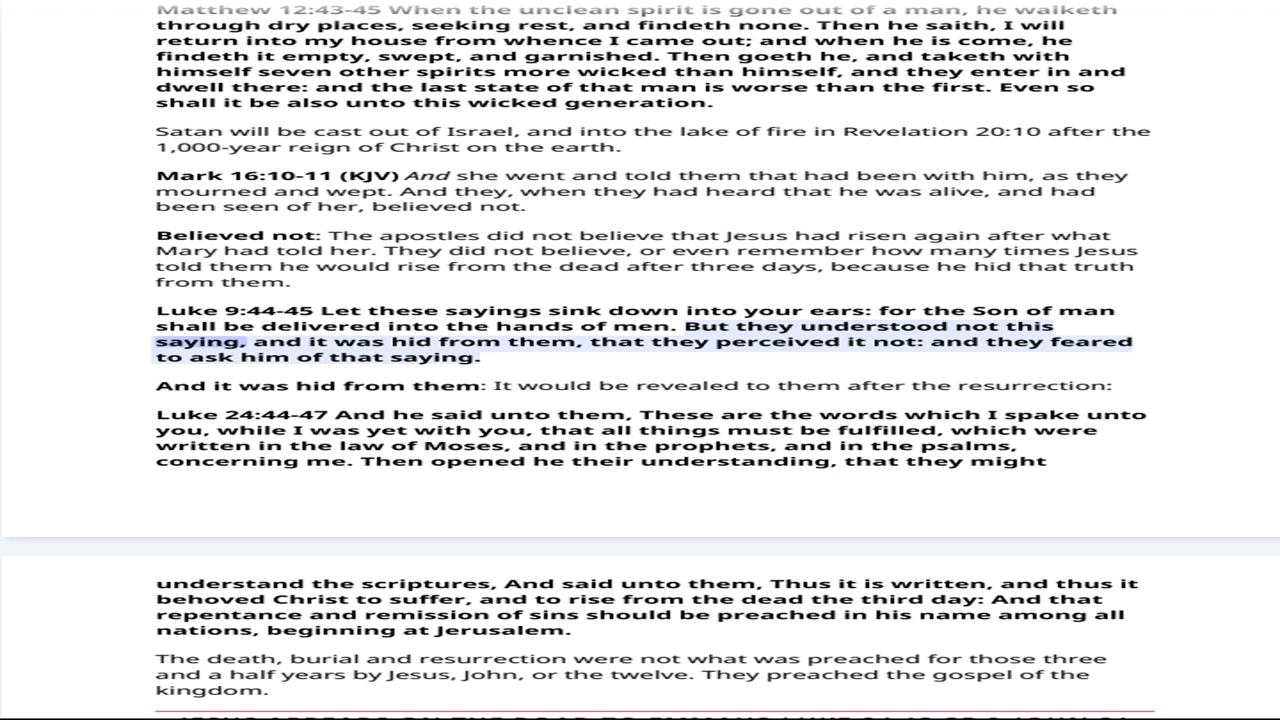 Matthew 12:43-45 When the unclean spirit is gone out of a man, he walketh
through dry places, seeking rest, and findeth none. Then he saith, I will
return into my house from whence I came out; and when he is come, he
findeth it empty, swept, and garnished. Then goeth he, and taketh with
himself seven other spirits more wicked than himself, and they enter in and
dwell there: and the last state of that man is worse than the first. Even so
shall it be also unto this wicked generation.
Satan will be cast out of Israel, and into the lake of fire in Revelation 20:10 after the
1,000-year reign of Christ on the earth.
Mark 16:10-11 (KJV) And she went and told them that had been with him, as they
mourned and wept. And they, when they had heard that he was alive, and had
been seen of her, believed not.
Believed not: The apostles did not believe that Jesus had risen again after what
Mary had told her. They did not believe, or even remember how many times Jesus
told them he would rise from the dead after three days, because he hid that truth
from them.
Luke 9:44-45 Let these sayings sink down into your ears: for the Son of man
shall be delivered into the hands of men. But they understood not this
saying, and it was hid from them, that they perceived it not: and they feared
to ask him of that saying.
And it was hid from them: It would be revealed to them after the resurrection:
Luke 24:44-47 And he said unto them, These are the words which I spake unto
you, while I was yet with you, that all things must be fulfilled, which were
written in the law of Moses, and in the prophets, and in the psalms,
concerning me. Then opened he their understanding, that they might
understand the scriptures, And said unto them, Thus it is written, and thus it
behoved Christ to suffer, and to rise from the dead the third day: And that
repentance and remission of sins should be preached in his name among all
nations, beginning at Jerusalem.
The death, burial and resurrection were not what was preached for those three
and a half years by Jesus, John, or the twelve. They preached the gospel of the
kingdom.